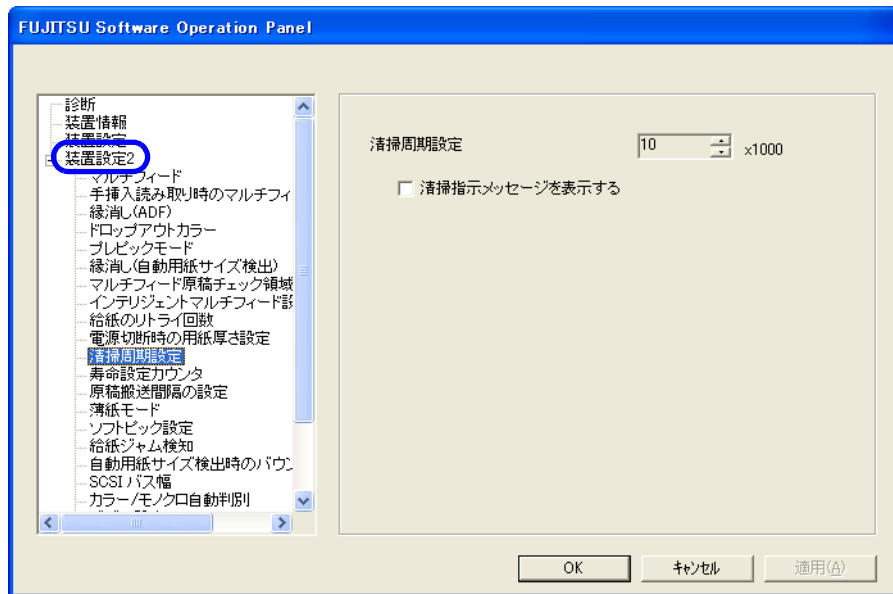 FUJITSU Software Operation Panel
診断
装置情報
装置設定
装置設定2
マルチフィード
手挿入読み取り時のマルチフィ
縁消し(ADF)
ドロップアウトカラー
プレピックモード
縁消し(自動用紙サイズ検出)
マルチフィード原稿チェック領域
インテリジェントマルチフィード設
給紙のリトライ回数
電源切断時の用紙厚さ設定
清掃周期設定
寿命設定カウンタ
原稿搬送間隔の設定
薄紙モード
ソフトピック設定
給紙ジャム検知
自動用紙サイズ検出時のバウン
SCSI バス幅
カラー/モノクロ自動判別
清掃周期設定 10 x1000
清掃指示メッセージを表示する
OK キャンセル 適用(A)